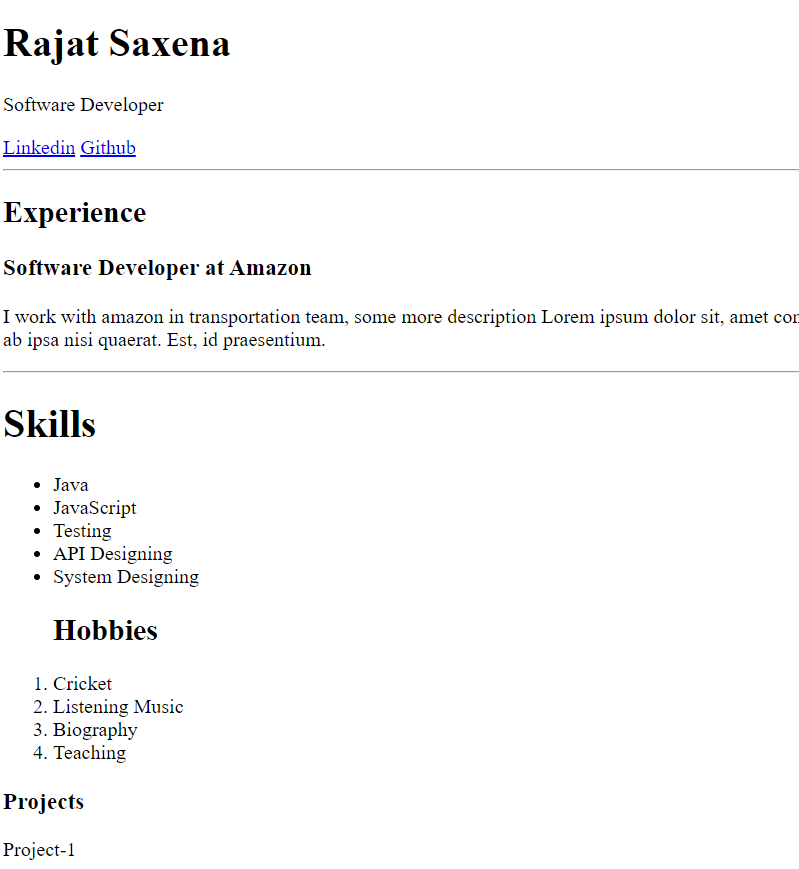 Rajat Saxena
Software Developer
Linkedin Github
Experience
Software Developer at Amazon
I work with amazon in transportation team, some more description Lorem ipsum dolor sit, amet
ab ipsa nisi quaerat. Est, id praesentium.
Skills
• Java
• JavaScript
• Testing
• API Designing
• System Designing
Hobbies
1. Cricket
2. Listening Music
3. Biography
4. Teaching
Projects
Project-1